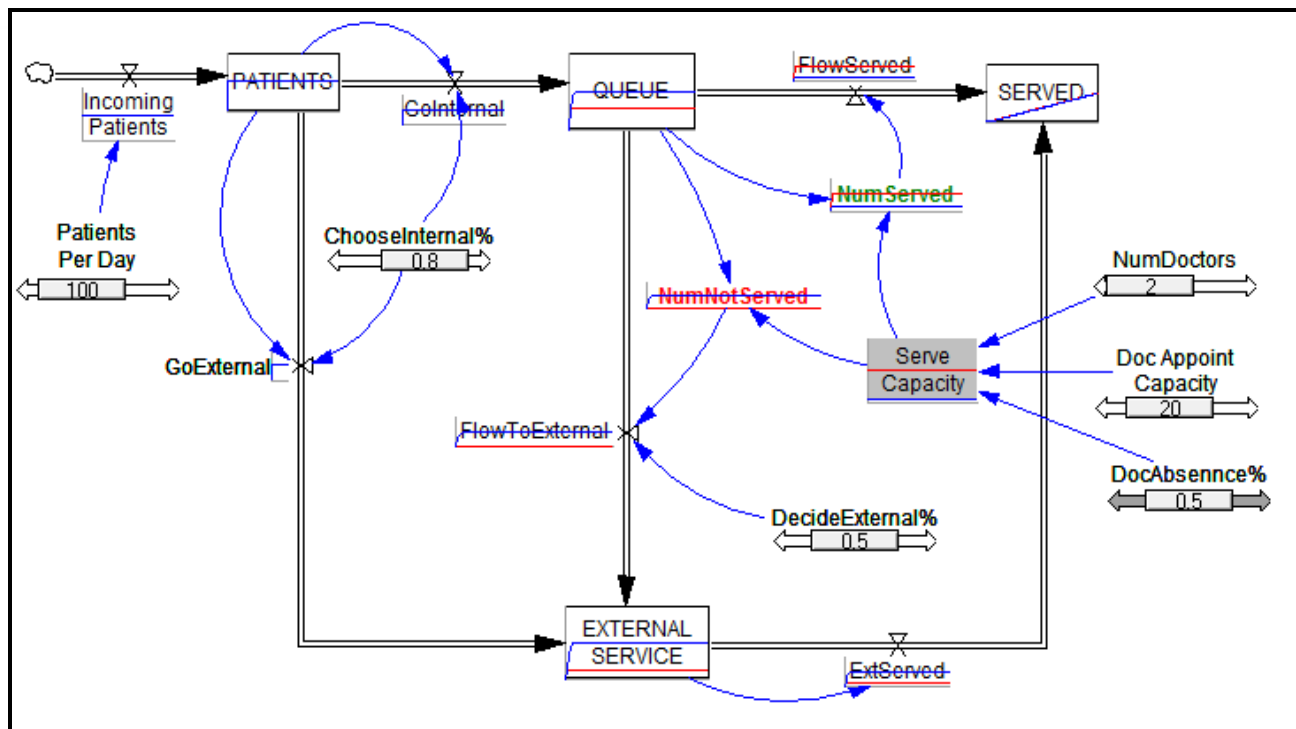 FlowServed
PATIENTS
QUEUE
SERVED
Incoming
Patients
GoInternal
NumServed
Patients
Per Day
100
ChooseInternal%
0.8
NumDoctors
2
NumNotServed
GoExternal
Serve
Capacity
Doc Appoint
Capacity
20
FlowToExternal
DocAbsennce%
0.5
DecideExternal%
0.5
EXTERNAL
SERVICE
ExtServed